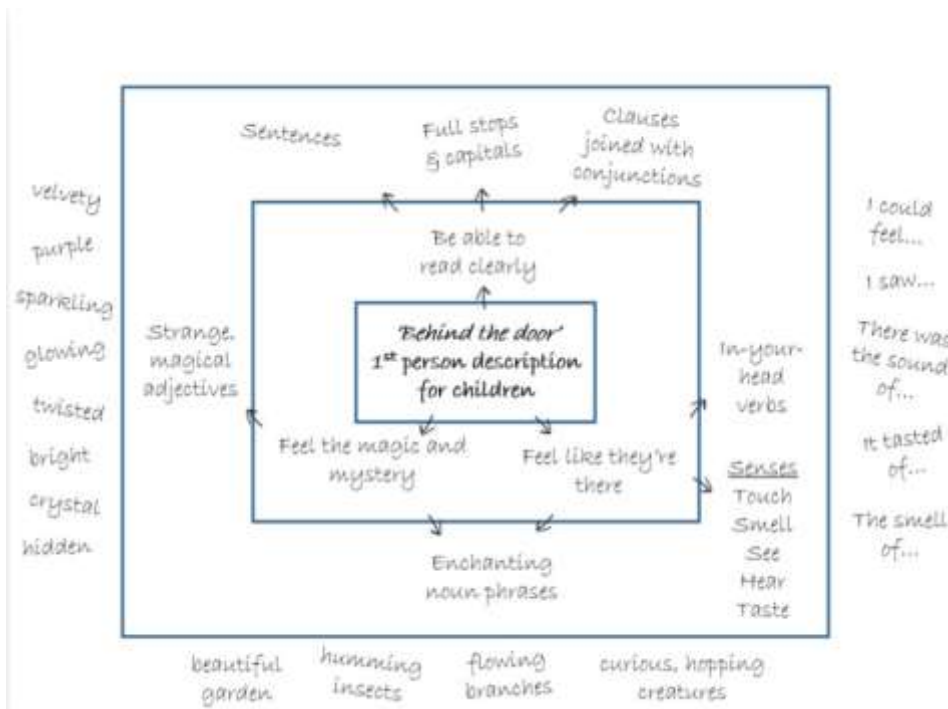 Sentences
Full stops
& capitals
Clauses
joined with
conjunctions
velvety
purple
sparkling
glowing
twisted
bright
crystal
hidden
Be able to
read clearly
'Behind the door'
1st person description
for children
Strange,
magical
adjectives
Feel the magic and
mystery
Feel like they're
there
In-your-
head
verbs
Senses
Touch
Smell
See
Hear
Taste
I could
feel...
I saw...
There was
the sound
of...
It tasted
of...
The smell
of...
Enchanting
noun phrases
beautiful
garden
humming
insects
flowing
branches
curious, hopping
creatures